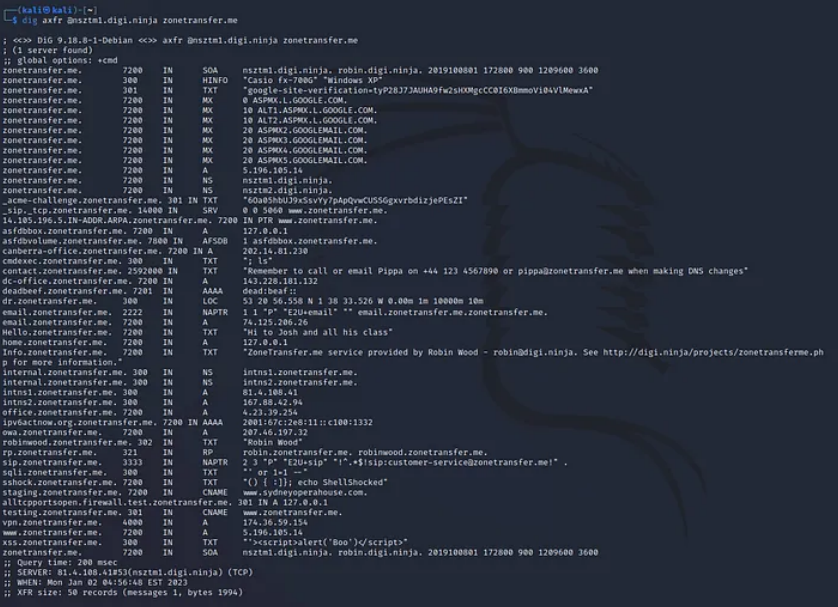 (kali㉿kali)-[~]
$ dig axfr @nsztm1.digi.ninja zonetransfer.me
; <<>> DiG 9.18.8-1-Debian <<>> axfr @nsztm1.digi.ninja zonetransfer.me
; (1 server found)
;; global options: +cmd
zonetransfer.me. 7200 IN SOA nsztm1.digi.ninja. robin.digi.ninja. 2019100801 172800 900 1209600 3600
zonetransfer.me. 300 IN HINFO "Casio fx-700G" "Windows XP"
zonetransfer.me. 301 IN TXT "google-site-verification=tyP28J7JAUHA9fw2sHXMgcCC0I6XBmmoVi04VlMewxA"
zonetransfer.me. 7200 IN MX 0 ASPMX.L.GOOGLE.COM.
zonetransfer.me. 7200 IN MX 10 ALT1.ASPMX.L.GOOGLE.COM.
zonetransfer.me. 7200 IN MX 10 ALT2.ASPMX.L.GOOGLE.COM.
zonetransfer.me. 7200 IN MX 20 ASPMX2.GOOGLEMAIL.COM.
zonetransfer.me. 7200 IN MX 20 ASPMX3.GOOGLEMAIL.COM.
zonetransfer.me. 7200 IN MX 20 ASPMX4.GOOGLEMAIL.COM.
zonetransfer.me. 7200 IN MX 20 ASPMX5.GOOGLEMAIL.COM.
zonetransfer.me. 7200 IN A 5.196.105.14
zonetransfer.me. 7200 IN NS nsztm1.digi.ninja.
zonetransfer.me. 7200 IN NS nsztm2.digi.ninja.
_acme-challenge.zonetransfer.me. 301 IN TXT "6Oa05hbUJ9xSsvYy7pApQvwCUSSGgxvrbdizjePEsZI"
_sip._tcp.zonetransfer.me. 14000 IN SRV 0 0 5060 www.zonetransfer.me.
14.105.196.5.IN-ADDR.ARPA.zonetransfer.me. 7200 IN PTR www.zonetransfer.me.
asfdbbox.zonetransfer.me. 7200 IN A 127.0.0.1
asfdbvolume.zonetransfer.me. 7800 IN AFSDB 1 asfdbbox.zonetransfer.me.
canberra-office.zonetransfer.me. 7200 IN A 202.14.81.230
cmdexec.zonetransfer.me. 300 IN TXT "; ls"
contact.zonetransfer.me. 2592000 IN TXT "Remember to call or email Pippa on +44 123 4567890 or pippa@zonetransfer.me when making DNS changes"
dc-office.zonetransfer.me. 7200 IN A 143.228.181.132
deadbeef.zonetransfer.me. 7201 IN AAAA dead:beaf::
dr.zonetransfer.me. 300 IN LOC 53 20 56.558 N 1 38 33.526 W 0.00m 1m 10000m 10m
email.zonetransfer.me. 2222 IN NAPTR 1 1 "P" "E2U+email" "" email.zonetransfer.me.zonetransfer.me.
email.zonetransfer.me. 7200 IN A 74.125.206.26
Hello.zonetransfer.me. 7200 IN TXT "Hi to Josh and all his class"
home.zonetransfer.me. 7200 IN A 127.0.0.1
Info.zonetransfer.me. 7200 IN TXT "ZoneTransfer.me service provided by Robin Wood - robin@digi.ninja. See http://digi.ninja/projects/zonetransferme.ph
p for more information."
internal.zonetransfer.me. 300 IN NS intns1.zonetransfer.me.
internal.zonetransfer.me. 300 IN NS intns2.zonetransfer.me.
intns1.zonetransfer.me. 300 IN A 81.4.108.41
intns2.zonetransfer.me. 300 IN A 167.88.42.94
office.zonetransfer.me. 7200 IN A 4.23.39.254
ipv6actnow.org.zonetransfer.me. 7200 IN AAAA 2001:67c:2e8:11::c100:1332
owa.zonetransfer.me. 7200 IN A 207.46.197.32
robinwood.zonetransfer.me. 302 IN TXT "Robin Wood"
rp.zonetransfer.me. 321 IN RP robin.zonetransfer.me. robinwood.zonetransfer.me.
sip.zonetransfer.me. 3333 IN NAPTR 2 3 "P" "E2U+sip" "!^.*$!sip:customer-service@zonetransfer.me!" .
sqli.zonetransfer.me. 300 IN TXT "' or 1=1 --"
sshock.zonetransfer.me. 7200 IN TXT "() { :]}; echo ShellShocked"
staging.zonetransfer.me. 7200 IN CNAME www.sydneyoperahouse.com.
alltcpportsopen.firewall.test.zonetransfer.me. 301 IN A 127.0.0.1
testing.zonetransfer.me. 301 IN CNAME www.zonetransfer.me.
vpn.zonetransfer.me. 4000 IN A 174.36.59.154
www.zonetransfer.me. 7200 IN A 5.196.105.14
xss.zonetransfer.me. 300 IN TXT "'><script>alert('Boo')</script>"
zonetransfer.me. 7200 IN SOA nsztm1.digi.ninja. robin.digi.ninja. 2019100801 172800 900 1209600 3600
;; Query time: 200 msec
;; SERVER: 81.4.108.41#53(nsztm1.digi.ninja) (TCP)
;; WHEN: Mon Jan 02 04:56:48 EST 2023
;; XFR size: 50 records (messages 1, bytes 1994)